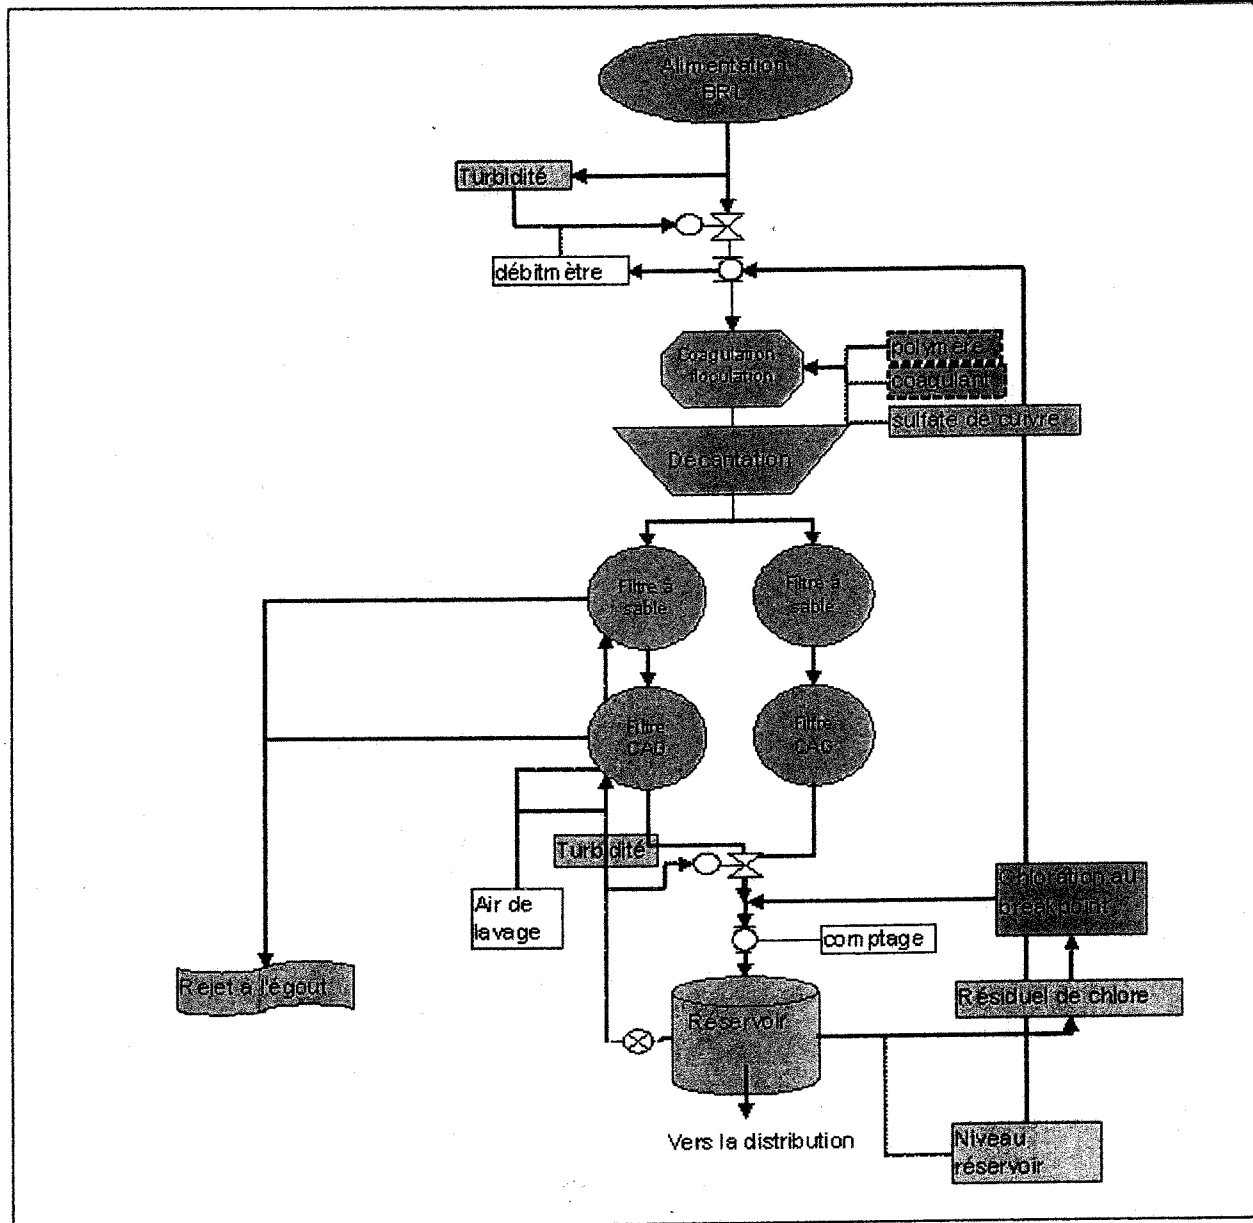 Alimentation
BRL
Turbidité
débitmètre
Coagulation -
floculation
polymère
coagulant
sulfate de cuivre
Décantation
Filtre à
sable
Filtre à
sable
Filtre
CAG
Filtre
CAG
Turbidité
Air de
lavage
Chloration au
breakpoint
comptage
Rejet à l'égout
Résiduel de chlore
Réservoir
Vers la distribution
Niveau
réservoir